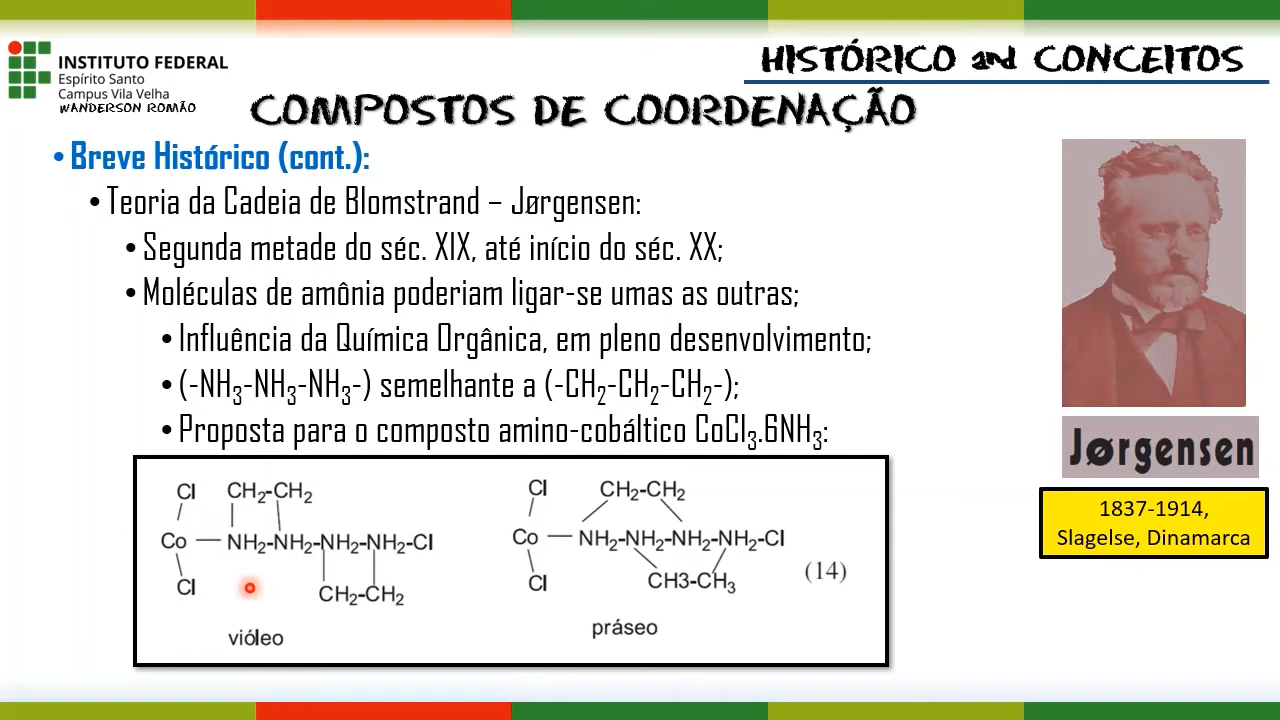 INSTITUTO FEDERAL
Espírito Santo
Campus Vila Velha
WANDERSON ROMÃO
HISTÓRICO and CONCEITOS
COMPOSTOS DE COORDENAÇÃO
• Breve Histórico (cont.):
• Teoria da Cadeia de Blomstrand – Jørgensen:
• Segunda metade do séc. XIX, até início do séc. XX;
• Moléculas de amônia poderiam ligar-se umas as outras;
• Influência da Química Orgânica, em pleno desenvolvimento;
• (-NH₃-NH₃-NH₃-) semelhante a (-CH₂-CH₂-CH₂-);
• Proposta para o composto amino-cobáltico CoCl₃.6NH₃:
Cl CH₂-CH₂
Co — NH₂-NH₂-NH₂-NH₂-Cl
Cl CH₂-CH₂
vióleo
Cl CH₂-CH₂
Co — NH₂-NH₂-NH₂-NH₂-Cl
Cl CH3-CH₃
práseo
(14)
Jørgensen
1837-1914,
Slagelse, Dinamarca